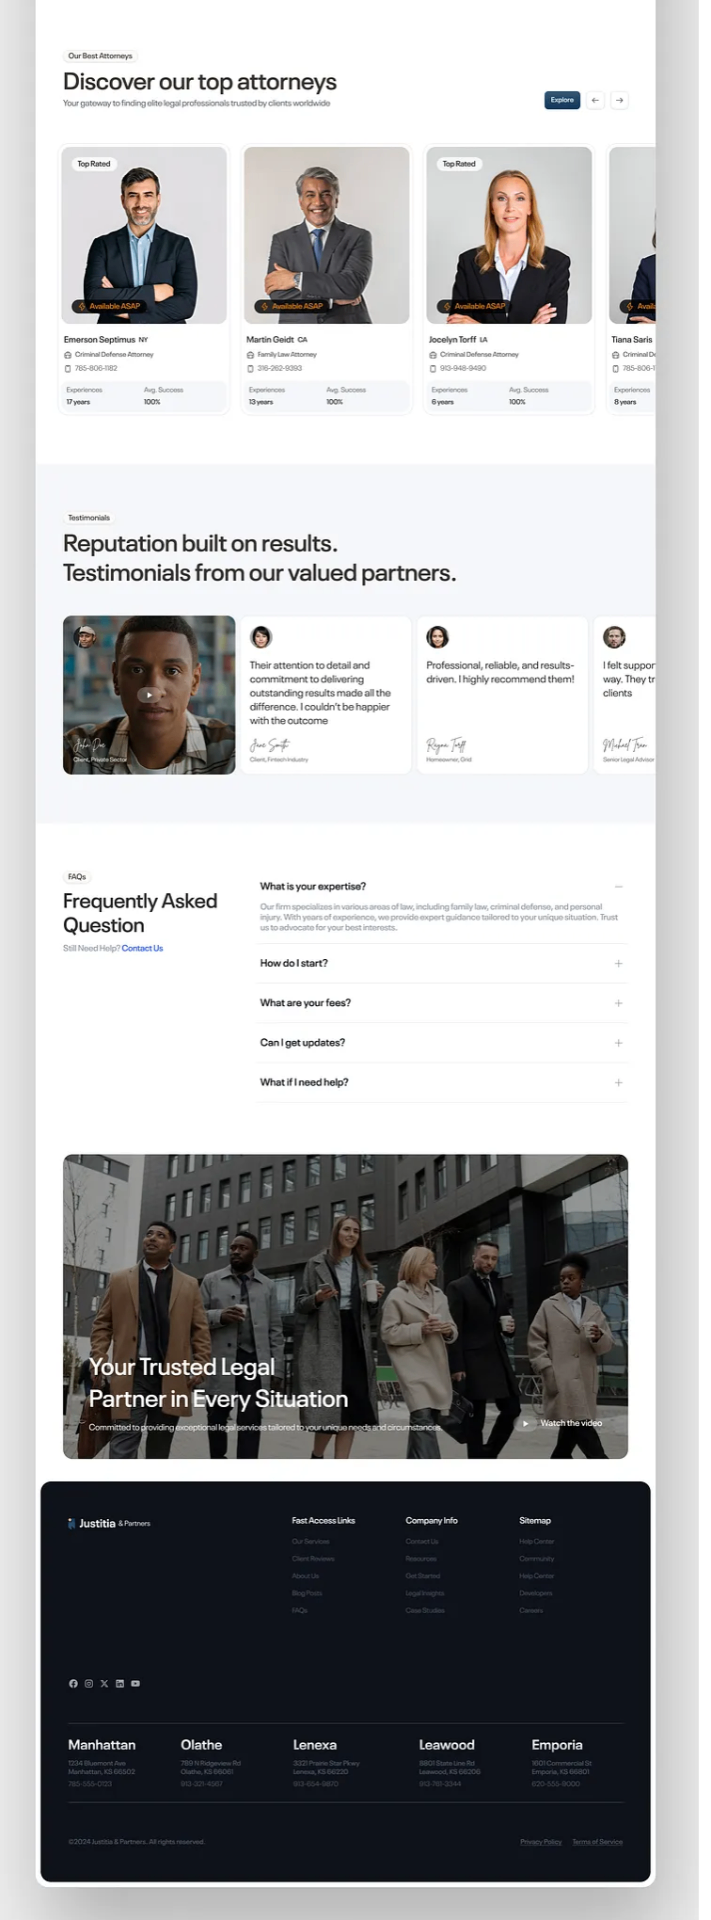 Our Best Attorneys
Discover our top attorneys
Your gateway to finding elite legal professionals trusted by clients worldwide
Explore
Top Rated
Top Rated
Available ASAP
Available ASAP
Available ASAP
Availa
Emerson Septimus NY
Criminal Defense Attorney
785-806-1182
Experiences
Avg. Success
17 years
100%
Martin Geidt CA
Family Law Attorney
316-262-9393
Experiences
Avg. Success
13 years
100%
Jocelyn Torff LA
Criminal Defense Attorney
913-948-9490
Experiences
Avg. Success
6 years
100%
Tiana Saris
Criminal De
785-806-1
Experiences
8 years
Testimonials
Reputation built on results.
Testimonials from our valued partners.
John Doe
Client, Private Sector
Their attention to detail and
commitment to delivering
outstanding results made all the
difference. I couldn't be happier
with the outcome
Jane Smith
Client, Fintech Industry
Professional, reliable, and results-
driven. I highly recommend them!
Rayan Torff
Homeowner, Grid
I felt suppor
way. They tr
clients
Michael Tran
Senior Legal Advisor
FAQs
Frequently Asked
Question
Still Need Help? Contact Us
What is your expertise?
Our firm specializes in various areas of law, including family law, criminal defense, and personal
injury. With years of experience, we provide expert guidance tailored to your unique situation. Trust
us to advocate for your best interests.
How do I start?
What are your fees?
Can I get updates?
What if I need help?
Your Trusted Legal
Partner in Every Situation
Committed to providing exceptional legal services tailored to your unique needs and circumstances.
Watch the video
Justitia & Partners
Fast Access Links
Our Services
Client Reviews
About Us
Blog Posts
FAQs
Company Info
Contact Us
Resources
Get Started
Legal Insights
Case Studies
Sitemap
Help Center
Community
Help Center
Developers
Careers
Manhattan
1234 Bluemont Ave
Manhattan, KS 66502
785-555-0123
Olathe
789 N Ridgeview Rd
Olathe, KS 66061
913-321-4567
Lenexa
3321 Prairie Star Pkwy
Lenexa, KS 66220
913-654-9870
Leawood
8801 State Line Rd
Leawood, KS 66206
913-781-3344
Emporia
1601 Commercial St
Emporia, KS 66801
620-555-9000
©2024 Justitia & Partners. All rights reserved.
Privacy Policy
Terms of Service